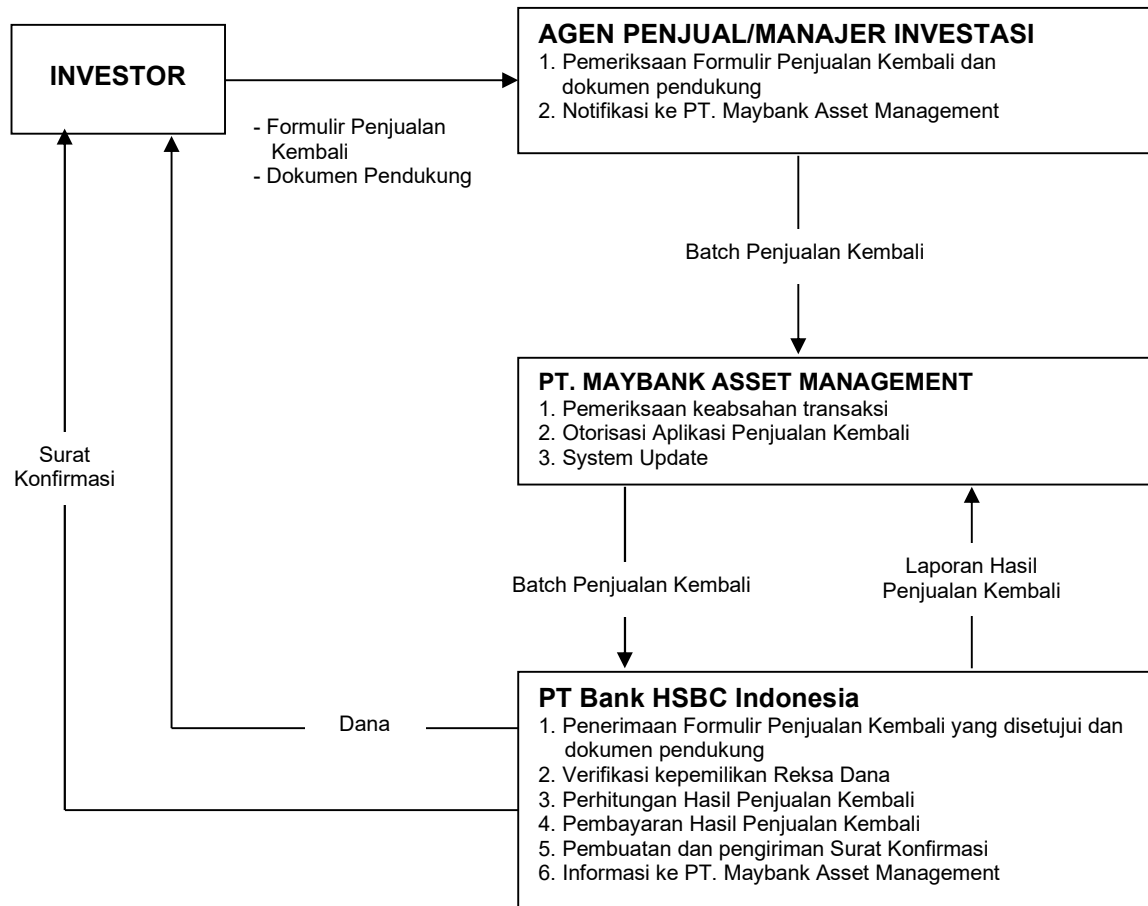 INVESTOR
AGEN PENJUAL/MANAJER INVESTASI
1. Pemeriksaan Formulir Penjualan Kembali dan
dokumen pendukung
2. Notifikasi ke PT. Maybank Asset Management
- Formulir Penjualan
Kembali
- Dokumen Pendukung
Batch Penjualan Kembali
PT. MAYBANK ASSET MANAGEMENT
1. Pemeriksaan keabsahan transaksi
2. Otorisasi Aplikasi Penjualan Kembali
3. System Update
Surat
Konfirmasi
Batch Penjualan Kembali
Laporan Hasil
Penjualan Kembali
Dana
PT Bank HSBC Indonesia
1. Penerimaan Formulir Penjualan Kembali yang disetujui dan
dokumen pendukung
2. Verifikasi kepemilikan Reksa Dana
3. Perhitungan Hasil Penjualan Kembali
4. Pembayaran Hasil Penjualan Kembali
5. Pembuatan dan pengiriman Surat Konfirmasi
6. Informasi ke PT. Maybank Asset Management